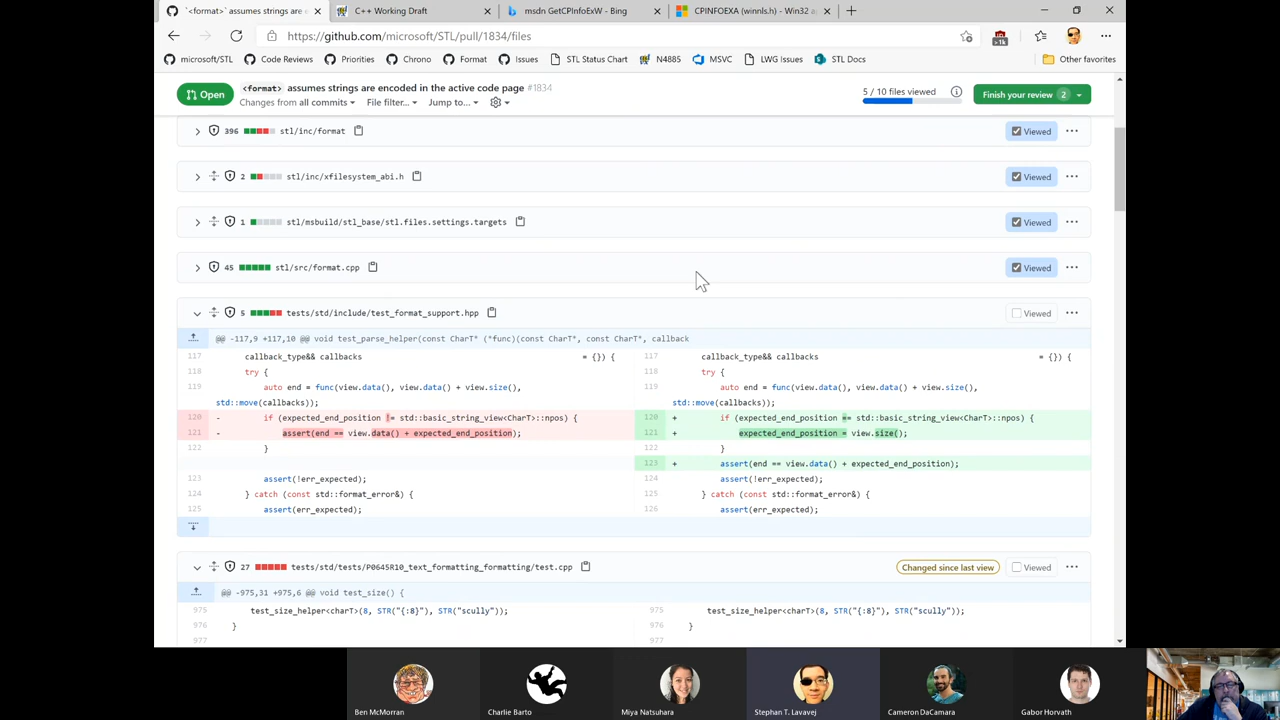 `<format>` assumes strings are e
C++ Working Draft
msdn GetCPInfoExW - Bing
CPINFOEXA (winnls.h) - Win32 a
https://github.com/microsoft/STL/pull/1834/files
>1k
microsoft/STL
Code Reviews
Priorities
Chrono
Format
Issues
STL Status Chart
N4885
MSVC
LWG Issues
STL Docs
Other favorites
Open
<format> assumes strings are encoded in the active code page #1834
Changes from all commits
File filter...
Jump to...
5 / 10 files viewed
Finish your review 2
396 stl/inc/format
Viewed
2 stl/inc/xfilesystem_abi.h
Viewed
1 stl/msbuild/stl_base/stl.files.settings.targets
Viewed
45 stl/src/format.cpp
Viewed
5 tests/std/include/test_format_support.hpp
Viewed
@@ -117,9 +117,10 @@ void test_parse_helper(const CharT* (*func)(const CharT*, const CharT*, callback
117 callback_type&& callbacks = {}) {
118 try {
119 auto end = func(view.data(), view.data() + view.size(),
std::move(callbacks));
120 - if (expected_end_position != std::basic_string_view<CharT>::npos) {
121 - assert(end == view.data() + expected_end_position);
122 }
123 assert(!err_expected);
124 } catch (const std::format_error&) {
125 assert(err_expected);
117 callback_type&& callbacks = {}) {
118 try {
119 auto end = func(view.data(), view.data() + view.size(),
std::move(callbacks));
120 + if (expected_end_position == std::basic_string_view<CharT>::npos) {
121 + expected_end_position = view.size();
122 }
123 + assert(end == view.data() + expected_end_position);
124 assert(!err_expected);
125 } catch (const std::format_error&) {
126 assert(err_expected);
27 tests/std/tests/P0645R10_text_formatting_formatting/test.cpp
Changed since last view
Viewed
@@ -975,31 +975,6 @@ void test_size() {
975 test_size_helper<charT>(8, STR("{:8}"), STR("scully"));
976 }
977
975 test_size_helper<charT>(8, STR("{:8}"), STR("scully"));
976 }
977
Ben McMorran
Charlie Barto
Miya Natsuhara
Stephan T. Lavavej
Cameron DaCamara
Gabor Horvath